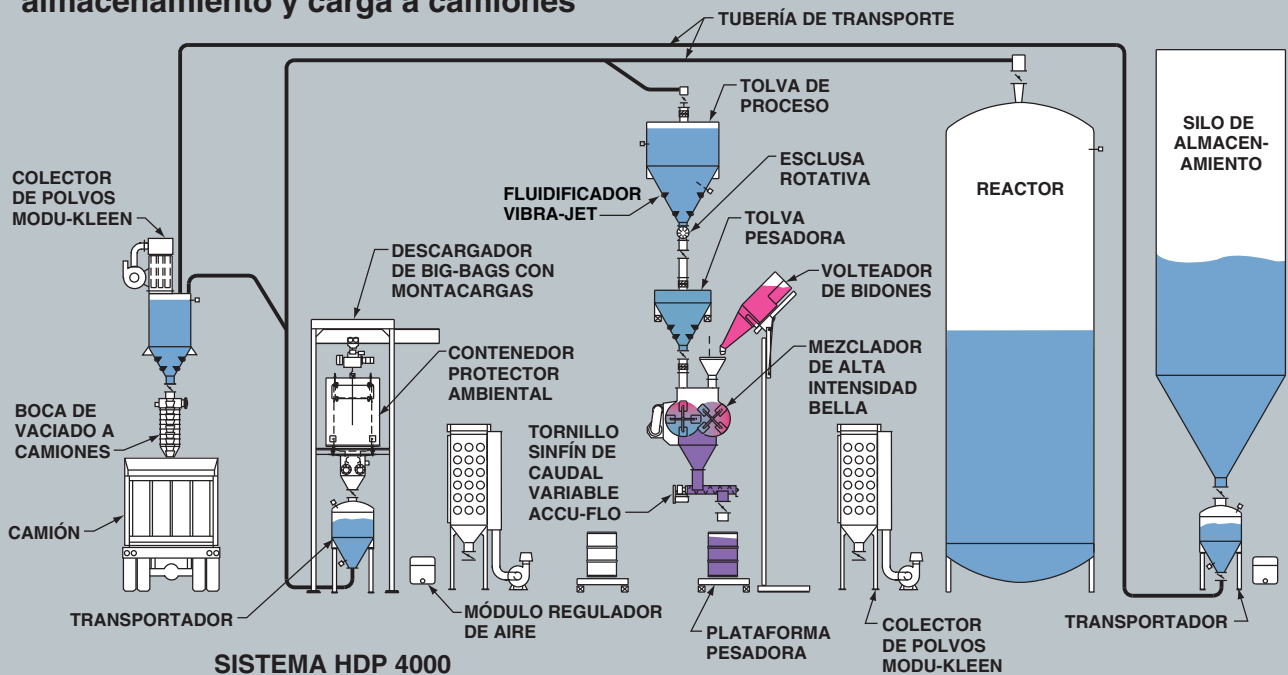 almacenamiento y carga a camiones
TUBERÍA DE TRANSPORTE
TOLVA DE
PROCESO
SILO DE
ALMACEN-
AMIENTO
ESCLUSA
ROTATIVA
COLECTOR
DE POLVOS
MODU-KLEEN
FLUIDIFICADOR
VIBRA-JET
REACTOR
TOLVA
PESADORA
DESCARGADOR
DE BIG-BAGS CON
MONTACARGAS
VOLTEADOR
DE BIDONES
CONTENEDOR
PROTECTOR
AMBIENTAL
MEZCLADOR
DE ALTA
INTENSIDAD
BELLA
BOCA DE
VACIADO A
CAMIONES
TORNILLO
SINFÍN DE
CAUDAL
VARIABLE
ACCU-FLO
CAMIÓN
TRANSPORTADOR
MÓDULO REGULADOR
DE AIRE
PLATAFORMA
PESADORA
COLECTOR
DE POLVOS
MODU-KLEEN
TRANSPORTADOR
SISTEMA HDP 4000